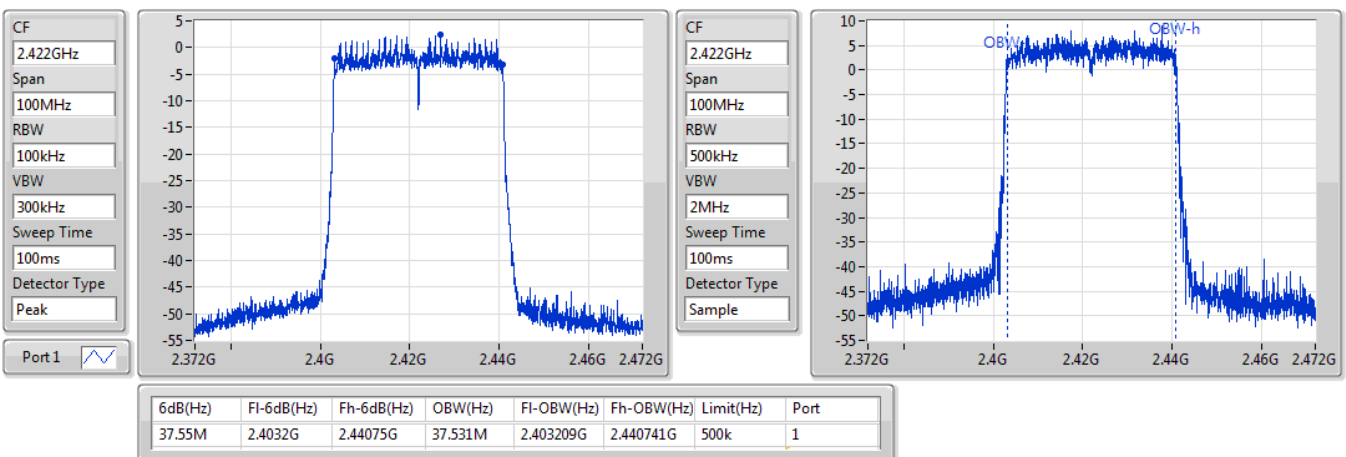 CF
2.422GHz
Span
100MHz
RBW
100kHz
VBW
300kHz
Sweep Time
100ms
Detector Type
Peak
Port 1
5
0
-5
-10
-15
-20
-25
-30
-35
-40
-45
-50
-55
2.372G 2.4G 2.42G 2.44G 2.46G 2.472G
CF
2.422GHz
Span
100MHz
RBW
500kHz
VBW
2MHz
Sweep Time
100ms
Detector Type
Sample
10
5
0
-5
-10
-15
-20
-25
-30
-35
-40
-45
-50
-55
OBW OBW-h
2.372G 2.4G 2.42G 2.44G 2.46G 2.472G
6dB(Hz) Fl-6dB(Hz) Fh-6dB(Hz) OBW(Hz) Fl-OBW(Hz) Fh-OBW(Hz) Limit(Hz) Port
37.55M 2.4032G 2.44075G 37.531M 2.403209G 2.440741G 500k 1